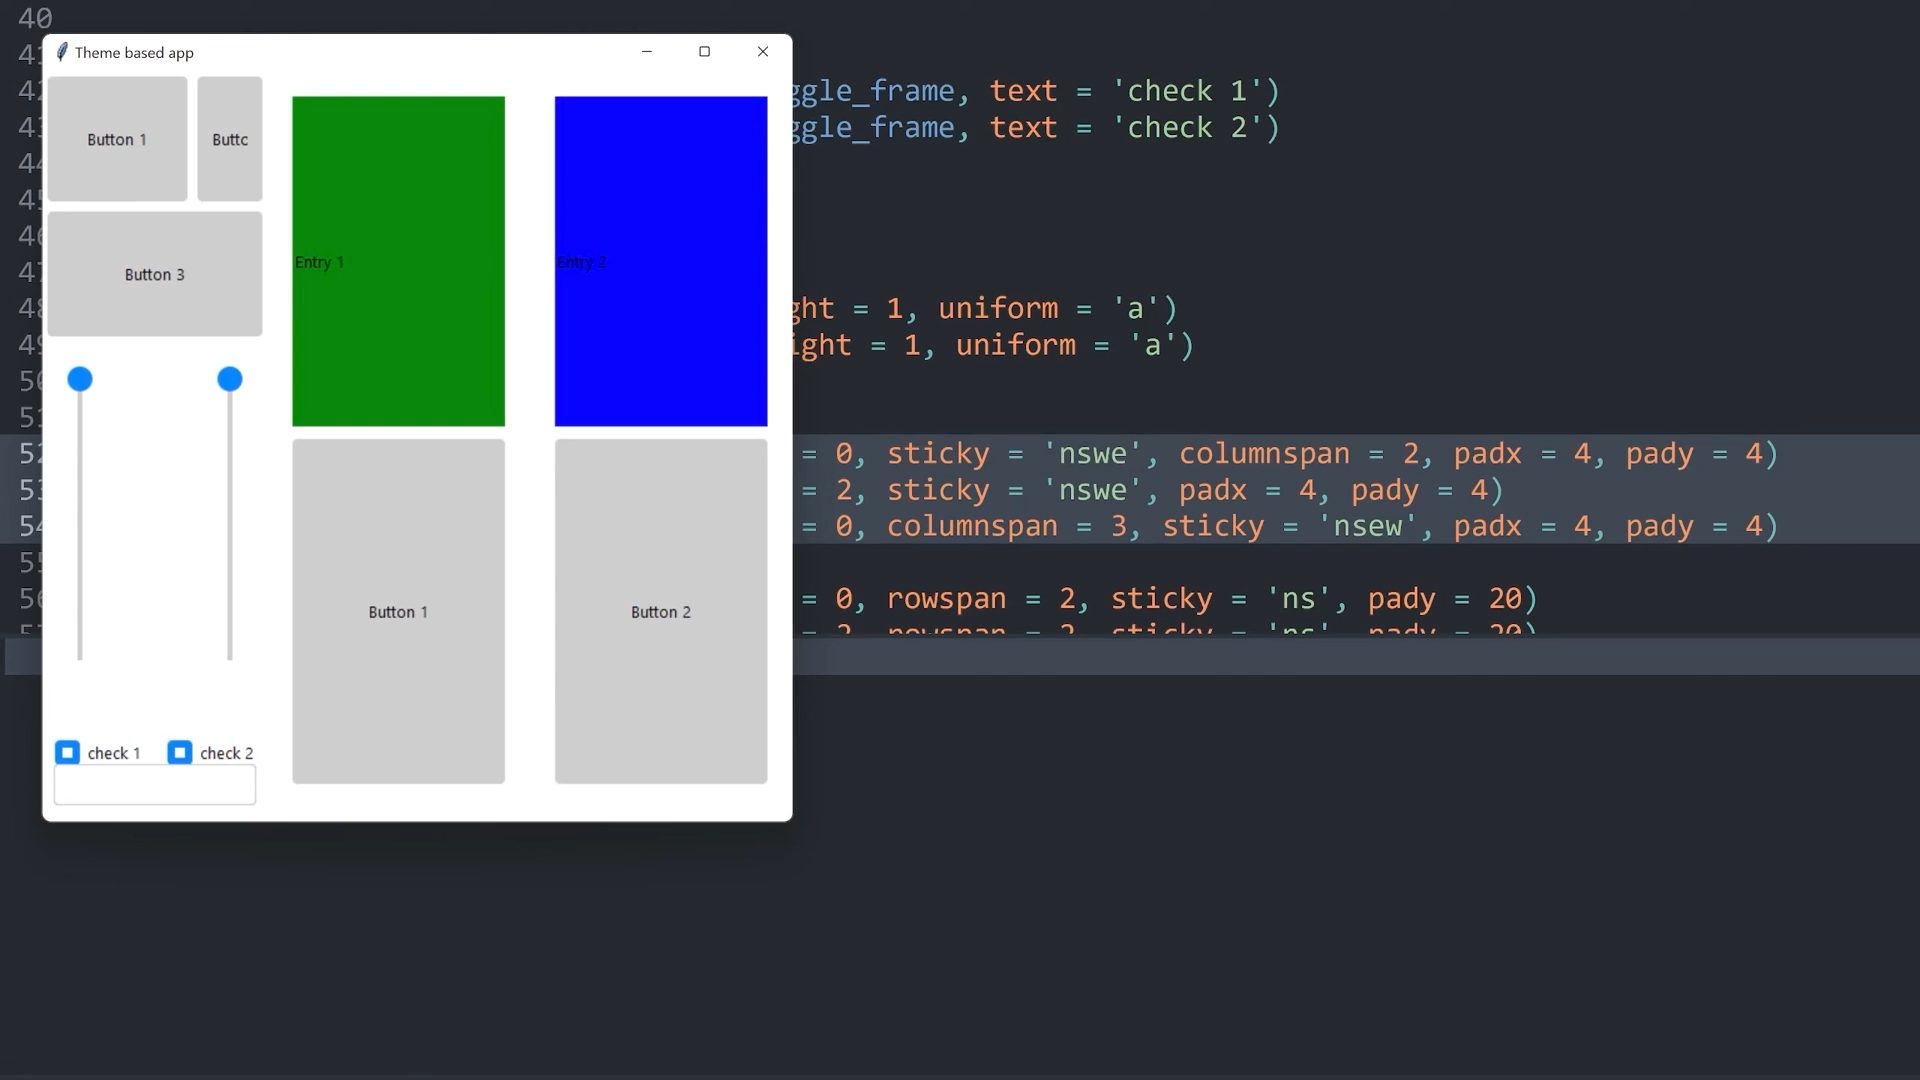 40
Theme based app
ggle_frame, text = 'check 1')
ggle_frame, text = 'check 2')
Button 1
Buttc
Button 3
Entry 1
Entry 2
ght = 1, uniform = 'a')
ight = 1, uniform = 'a')
= 0, sticky = 'nswe', columnspan = 2, padx = 4, pady = 4)
= 2, sticky = 'nswe', padx = 4, pady = 4)
= 0, columnspan = 3, sticky = 'nsew', padx = 4, pady = 4)
= 0, rowspan = 2, sticky = 'ns', pady = 20)
Button 1
Button 2
check 1
check 2